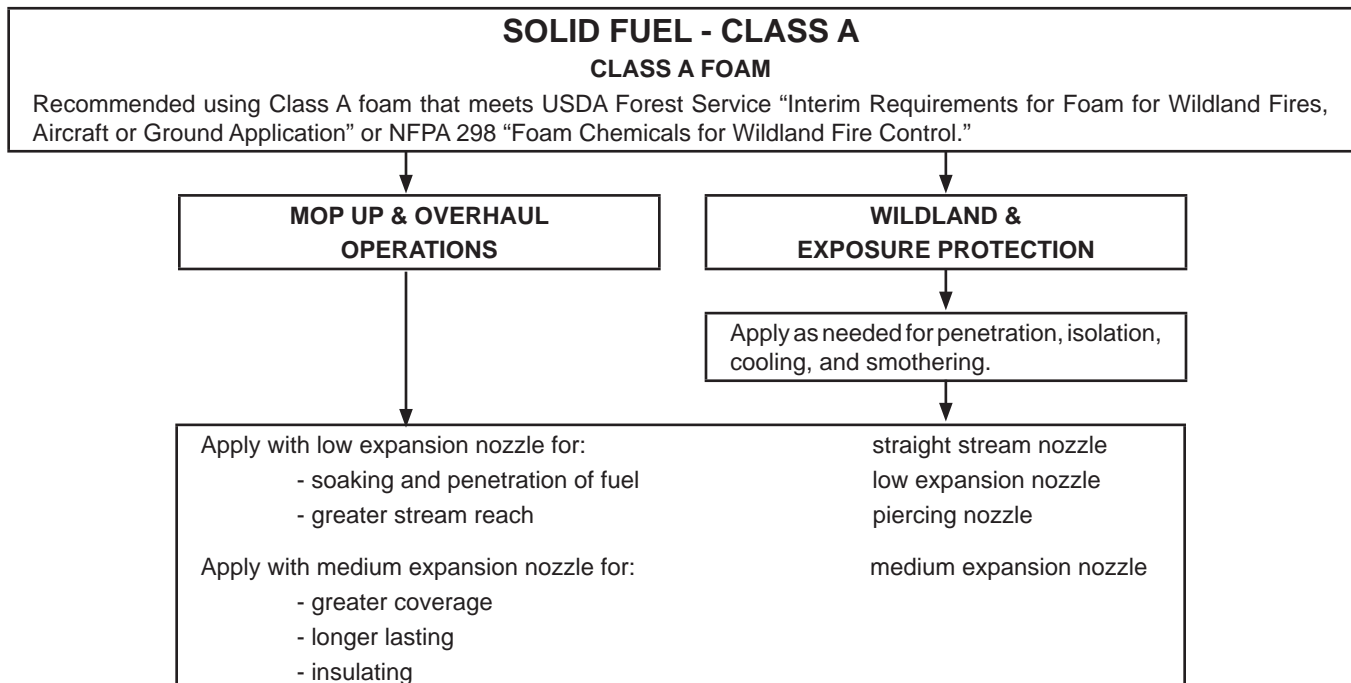 SOLID FUEL - CLASS A
CLASS A FOAM
Recommended using Class A foam that meets USDA Forest Service “Interim Requirements for Foam for Wildland Fires,
Aircraft or Ground Application” or NFPA 298 “Foam Chemicals for Wildland Fire Control.”
MOP UP & OVERHAUL
OPERATIONS
WILDLAND &
EXPOSURE PROTECTION
Apply as needed for penetration, isolation,
cooling, and smothering.
Apply with low expansion nozzle for:
- soaking and penetration of fuel
- greater stream reach
straight stream nozzle
low expansion nozzle
piercing nozzle
Apply with medium expansion nozzle for:
- greater coverage
- longer lasting
- insulating
medium expansion nozzle